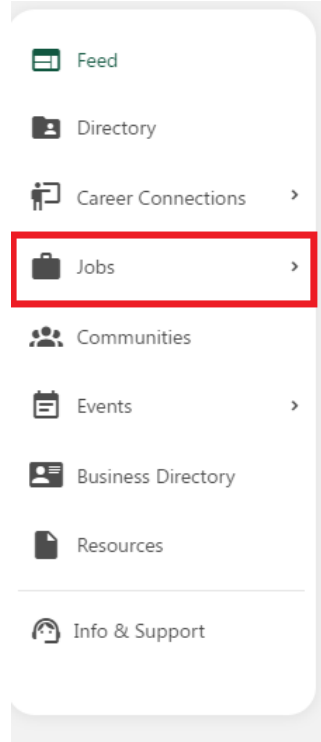 Feed
Directory
Career Connections
Jobs
Communities
Events
Business Directory
Resources
Info & Support